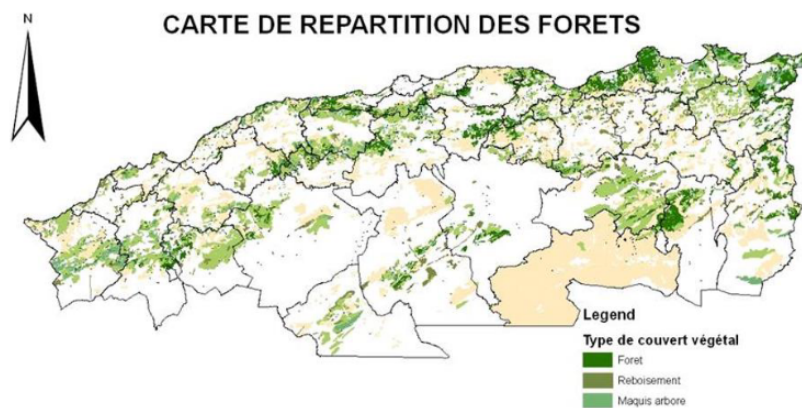 CARTE DE REPARTITION DES FORETS
N
Legend
Type de couvert végétal
Foret
Reboisement
Maquis arbore